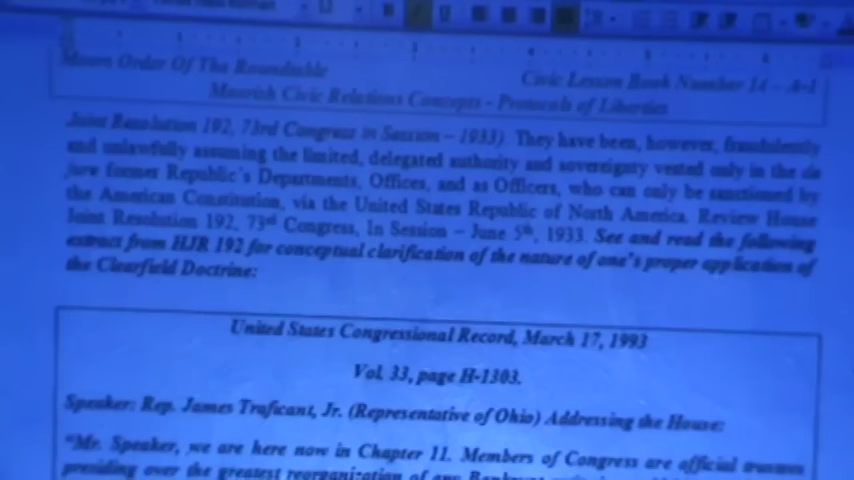 Moors Order Of The Roundtable
Civic Lesson Book Number 14 – A-1
Moorish Civic Relations Concepts - Protocols of Liberties
Joint Resolution 192, 73rd Congress in Session – 1933). They have been, however, fraudulently
and unlawfully assuming the limited, delegated authority and sovereignty vested only in the de
jure former Republic's Departments, Offices, and as Officers, who can only be sanctioned by
the American Constitution, via the United States Republic of North America. Review House
Joint Resolution 192, 73rd Congress, In Session – June 5th, 1933. See and read the following
extract from HJR 192 for conceptual clarification of the nature of one's proper application of
the Clearfield Doctrine:
United States Congressional Record, March 17, 1993
Vol. 33, page H-1303.
Speaker: Rep. James Traficant, Jr. (Representative of Ohio) Addressing the House:
"Mr. Speaker, we are here now in Chapter 11. Members of Congress are official trustees
presiding over the greatest reorganization of any Bankrupt